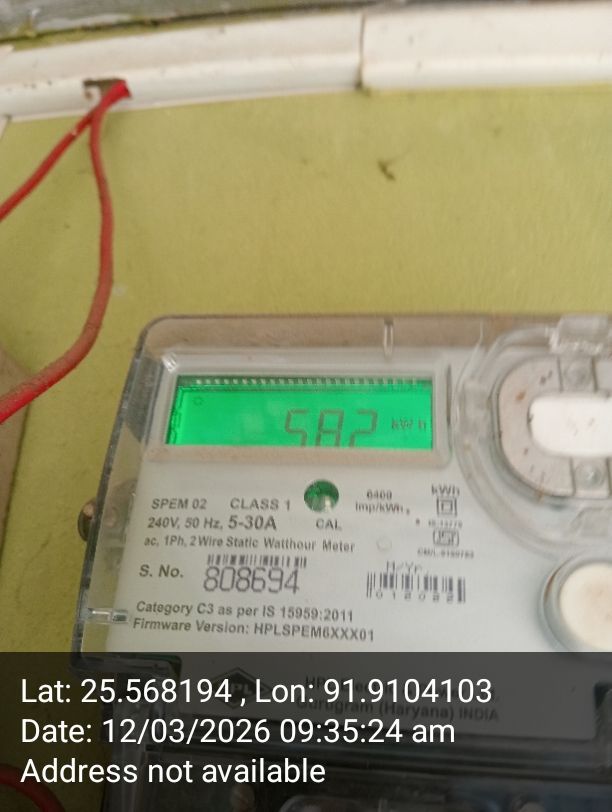 582 kWh
SPEM 02 CLASS 1
240V, 50 Hz, 5-30A
CAL
6400
imp/kWh
kWh
ac, 1Ph, 2 Wire Static Watthour Meter
S. No. 808694
M/Yr.
Category C3 as per IS 15959:2011
Firmware Version: HPLSPEM6XXX01
Gurugram (Haryana) INDIA
Lat: 25.568194 , Lon: 91.9104103
Date: 12/03/2026 09:35:24 am
Address not available